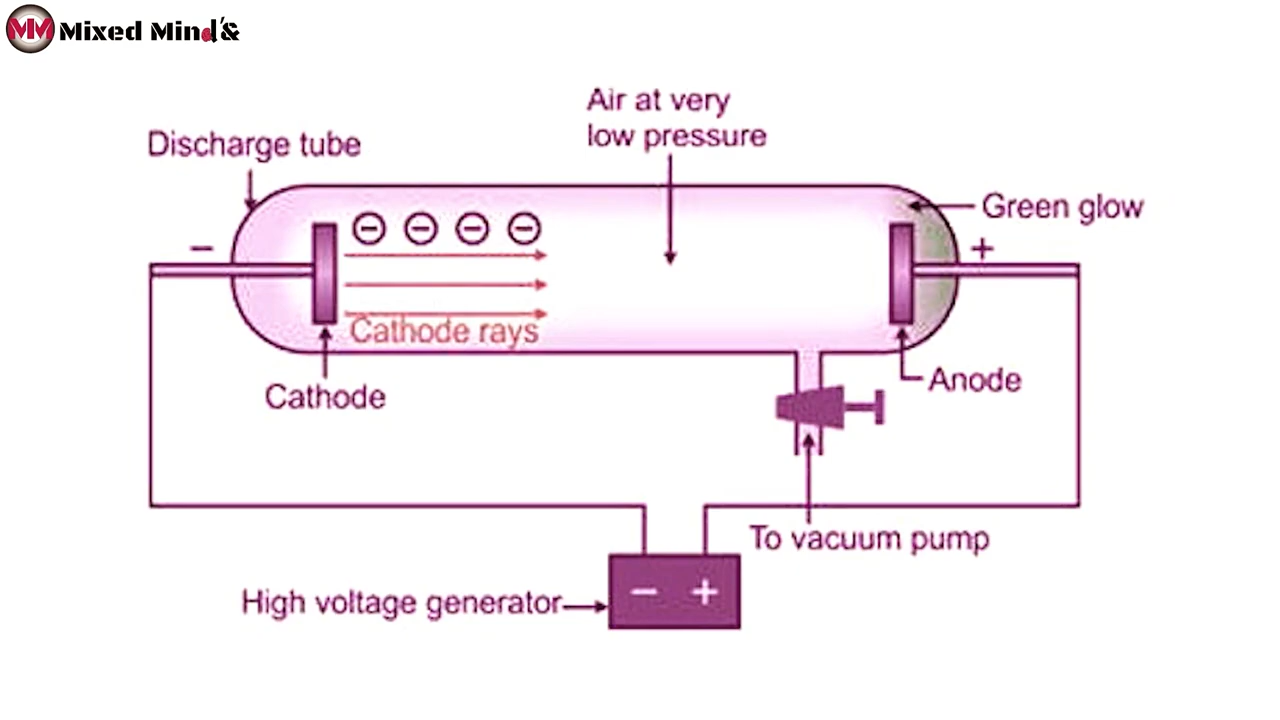 MM Mixed Mind'&
Air at very
low pressure
Discharge tube
Green glow
−
+
Cathode rays
Cathode
Anode
To vacuum pump
− +
High voltage generator